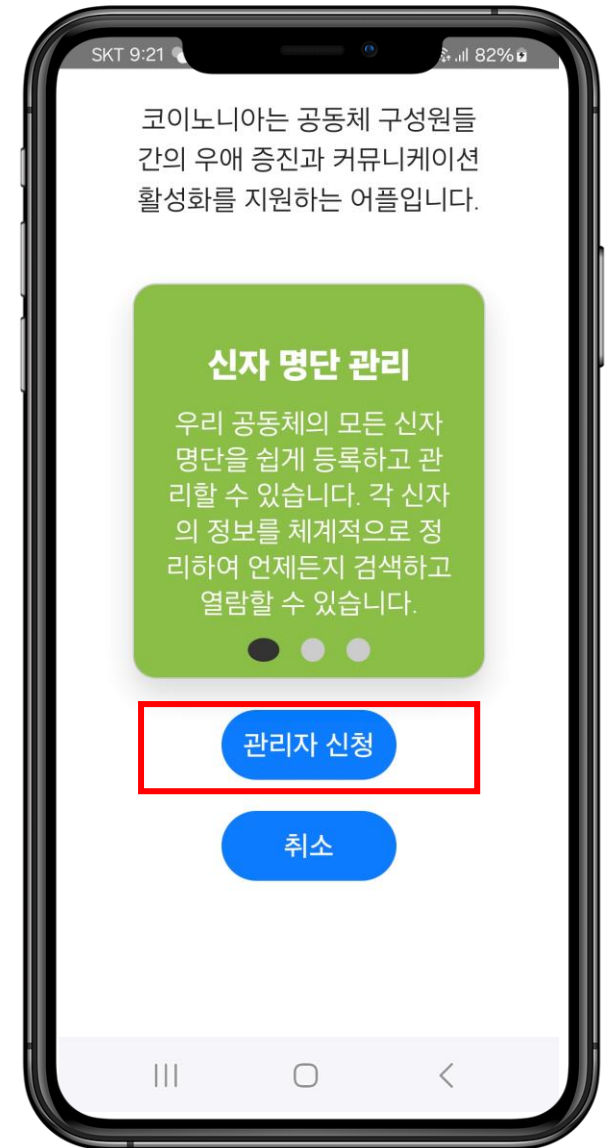 SKT 9:21
82%
코이노니아는 공동체 구성원들
간의 우애 증진과 커뮤니케이션
활성화를 지원하는 어플입니다.
신자 명단 관리
우리 공동체의 모든 신자
명단을 쉽게 등록하고 관
리할 수 있습니다. 각 신자
의 정보를 체계적으로 정
리하여 언제든지 검색하고
열람할 수 있습니다.
관리자 신청
취소